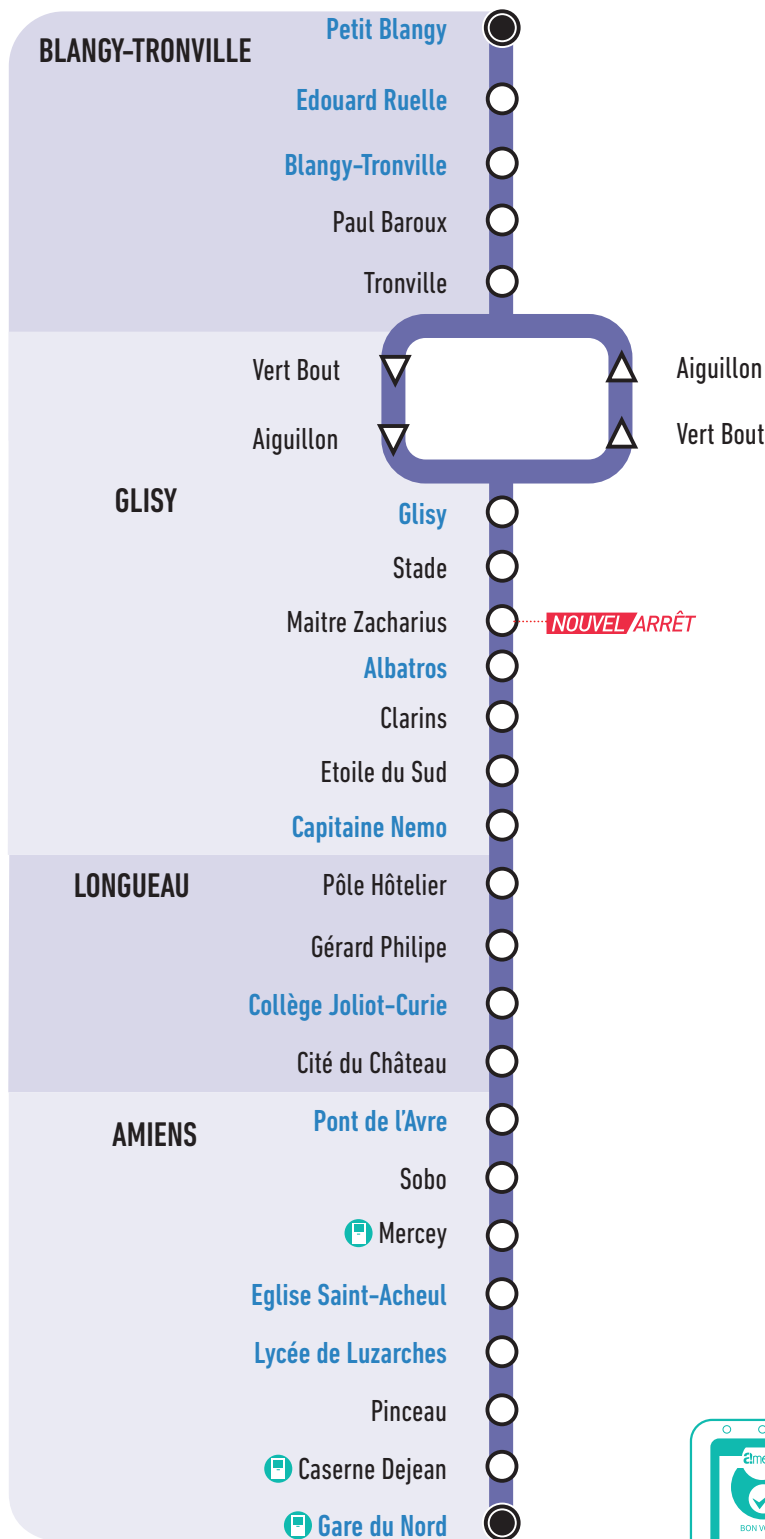 BLANGY-TRONVILLE
Petit Blangy
Edouard Ruelle
Blangy-Tronville
Paul Baroux
Tronville
Vert Bout
Aiguillon
Aiguillon
Vert Bout
GLISY
Glisy
Stade
Maitre Zacharius
NOUVEL ARRÊT
Albatros
Clarins
Etoile du Sud
Capitaine Nemo
LONGUEAU
Pôle Hôtelier
Gérard Philipe
Collège Joliot-Curie
Cité du Château
AMIENS
Pont de l'Avre
Sobo
Mercey
Eglise Saint-Acheul
Lycée de Luzarches
Pinceau
Caserne Dejean
Gare du Nord
BON